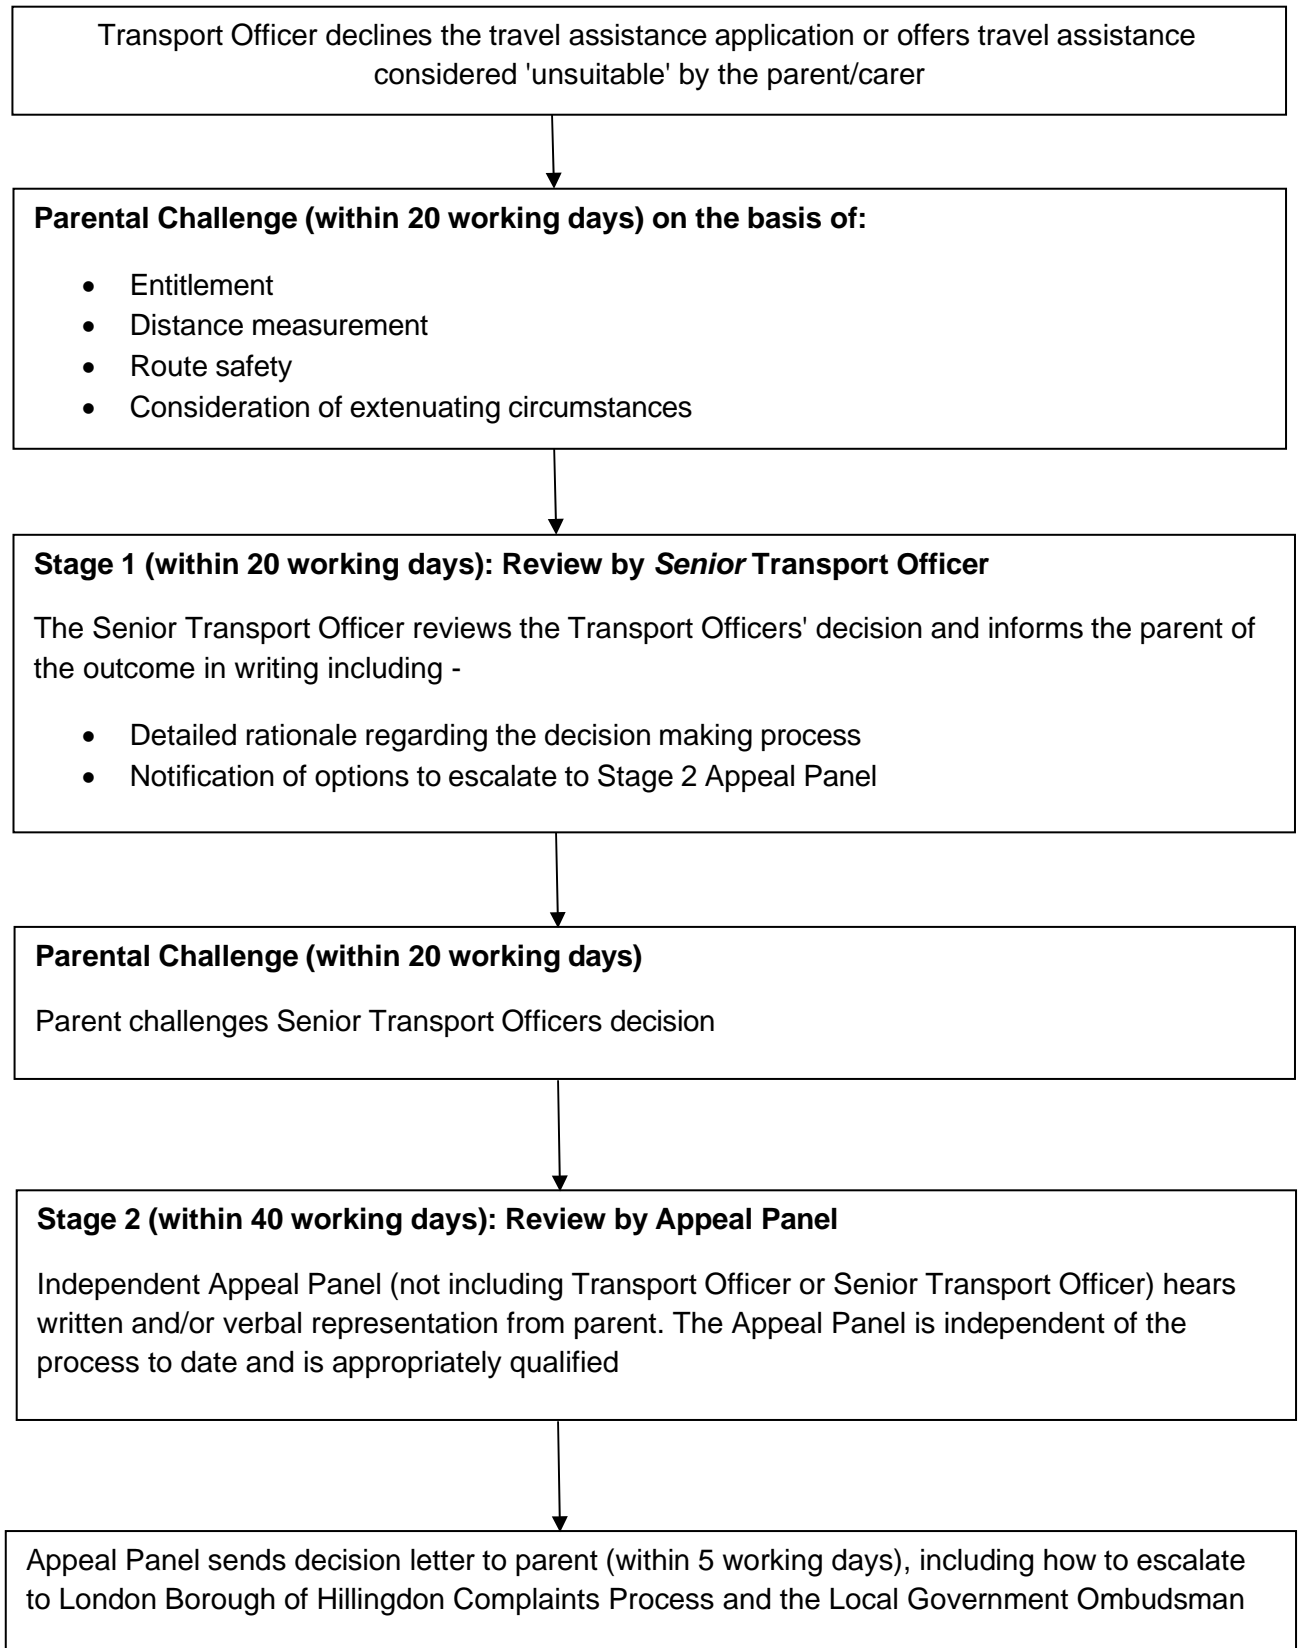 Transport Officer declines the travel assistance application or offers travel assistance
considered 'unsuitable' by the parent/carer
Parental Challenge (within 20 working days) on the basis of:
• Entitlement
• Distance measurement
• Route safety
• Consideration of extenuating circumstances
Stage 1 (within 20 working days): Review by Senior Transport Officer
The Senior Transport Officer reviews the Transport Officers' decision and informs the parent of
the outcome in writing including -
• Detailed rationale regarding the decision making process
• Notification of options to escalate to Stage 2 Appeal Panel
Parental Challenge (within 20 working days)
Parent challenges Senior Transport Officers decision
Stage 2 (within 40 working days): Review by Appeal Panel
Independent Appeal Panel (not including Transport Officer or Senior Transport Officer) hears
written and/or verbal representation from parent. The Appeal Panel is independent of the
process to date and is appropriately qualified
Appeal Panel sends decision letter to parent (within 5 working days), including how to escalate
to London Borough of Hillingdon Complaints Process and the Local Government Ombudsman